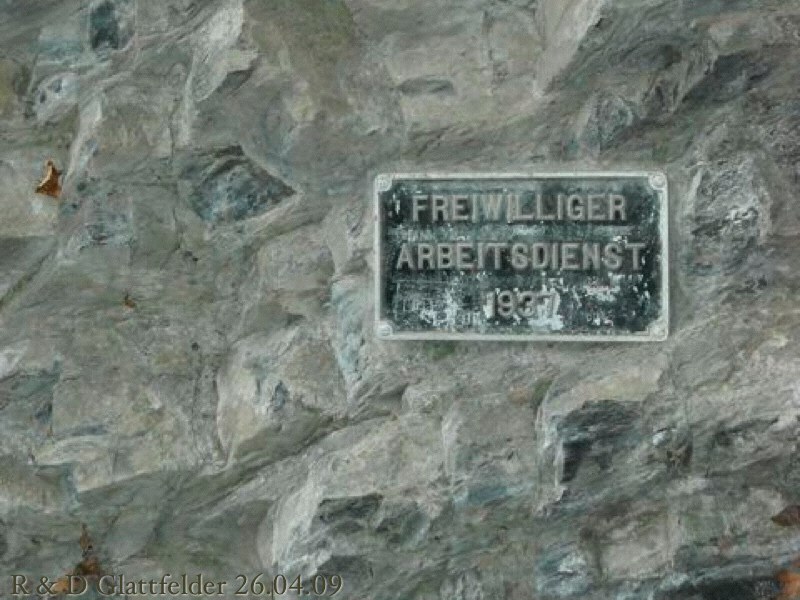 FREIWILLIGER
ARBEITSDIENST
1937
R & D Glattfelder 26.04.09